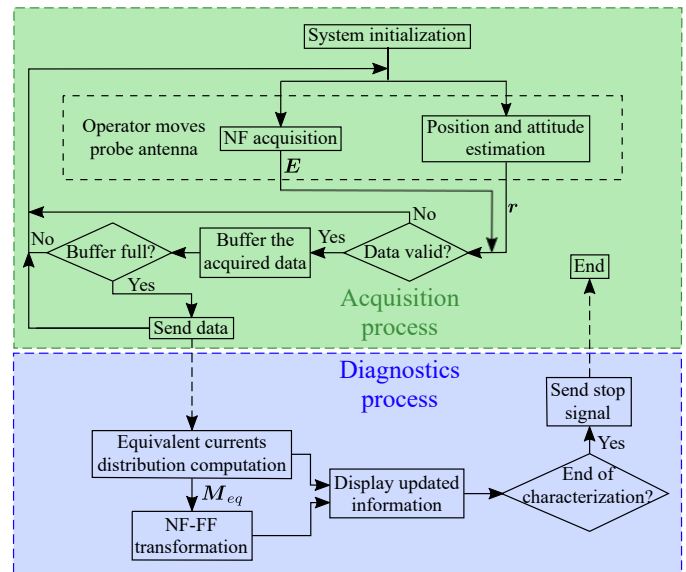 System initialization
Operator moves
probe antenna
NF acquisition
Position and attitude
estimation
E
r
No
Buffer full?
No
Yes
Buffer the
acquired data
Yes
Data valid?
Send data
End
Acquisition
process
Diagnostics
process
Send stop
signal
Yes
Equivalent currents
distribution computation
M_eq
NF-FF
transformation
Display updated
information
End of
characterization?